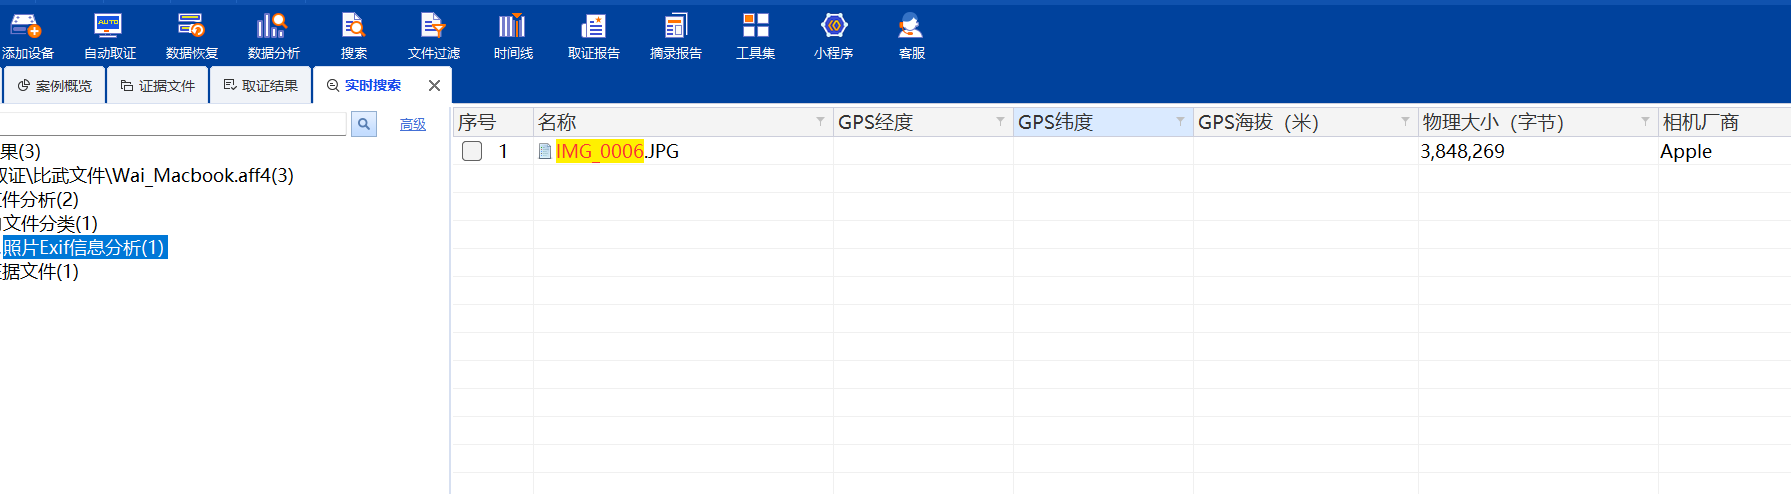 添加设备 自动取证 数据恢复 数据分析 搜索 文件过滤 时间线 取证报告 摘录报告 工具集 小程序 客服
案例概览 证据文件 取证结果 实时搜索
高级
序号 名称 GPS经度 GPS纬度 GPS海拔（米） 物理大小（字节） 相机厂商
1 IMG_0006.JPG 3,848,269 Apple
果(3)
取证\比武文件\Wai_Macbook.aff4(3)
件分析(2)
文件分类(1)
照片Exif信息分析(1)
据文件(1)